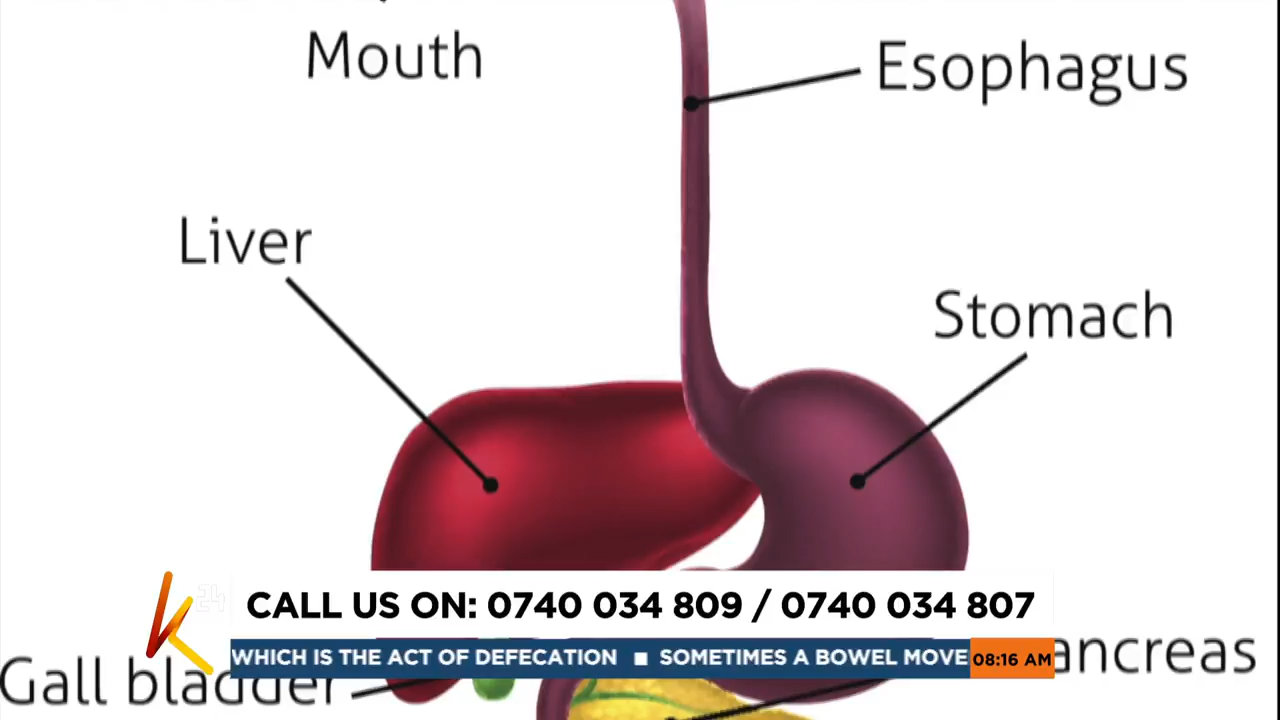 Mouth
Esophagus
Liver
Stomach
CALL US ON: 0740 034 809 / 0740 034 807
WHICH IS THE ACT OF DEFECATION ■ SOMETIMES A BOWEL MOVE
08:16 AM
Gall bladder
ancreas